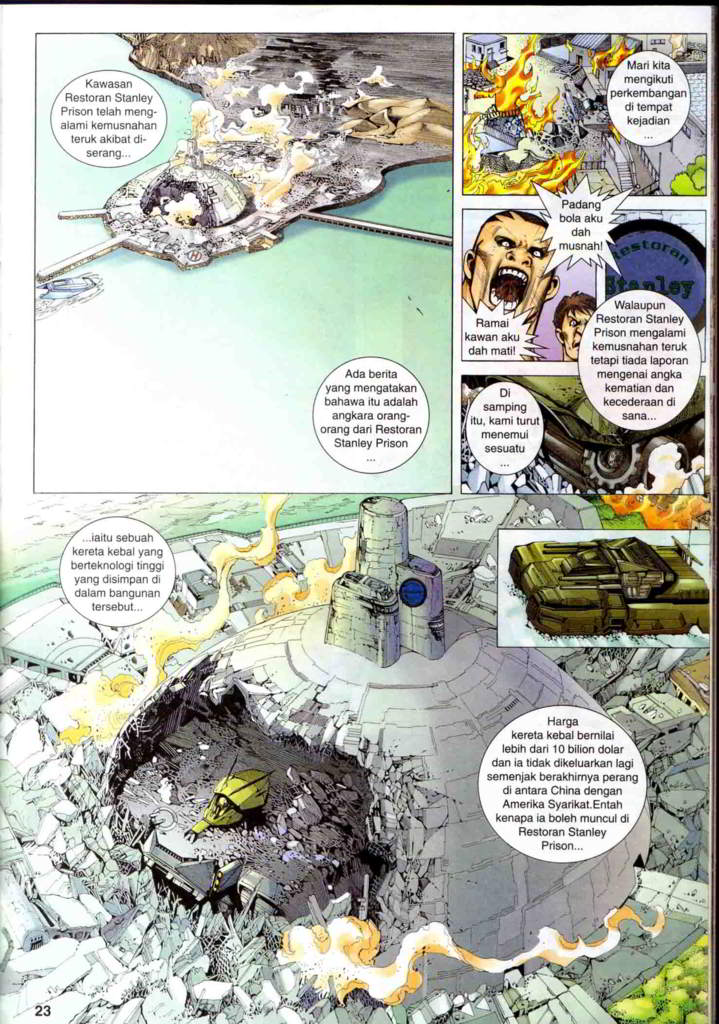 Kawasan
Restoran Stanley
Prison telah meng-
alami kemusnahan
teruk akibat di-
serang...
Ada berita
yang mengatakan
bahawa itu adalah
angkara orang-
orang dari Restoran
Stanley Prison
...
Mari kita
mengikuti
perkembangan
di tempat
kejadian
...
Padang
bola aku
dah
musnah!
Restoran
Stanley
Ramai
kawan aku
dah mati!
Walaupun
Restoran Stanley
Prison mengalami
kemusnahan teruk
tetapi tiada laporan
mengenai angka
kematian dan
kecederaan di
sana...
Di
samping
itu, kami turut
menemui
sesuatu
...
H
...iaitu sebuah
kereta kebal yang
berteknologi tinggi
yang disimpan di
dalam bangunan
tersebut...
Harga
kereta kebal bernilai
lebih dari 10 bilion dolar
dan ia tidak dikeluarkan lagi
semenjak berakhirnya perang
di antara China dengan
Amerika Syarikat.Entah
kenapa ia boleh muncul di
Restoran Stanley
Prison...
23